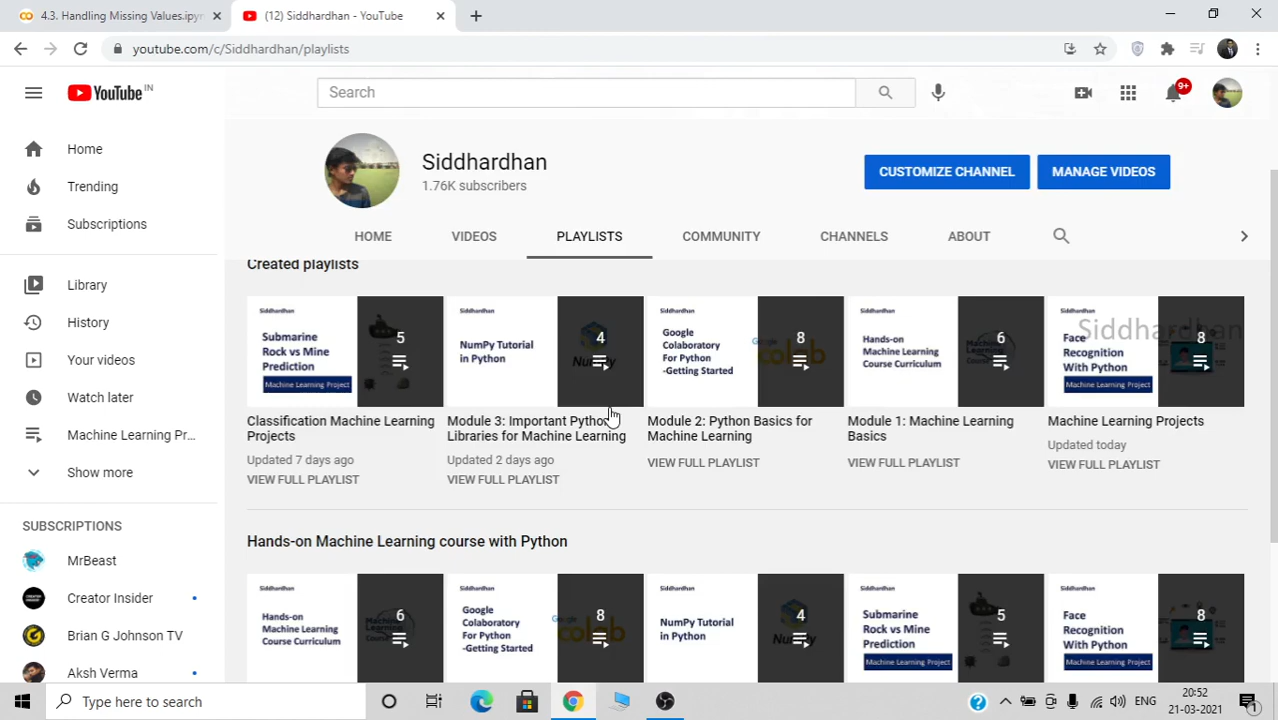 4.3. Handling Missing Values.ipyn
(12) Siddhardhan - YouTube
youtube.com/c/Siddhardhan/playlists
YouTube IN
Search
9+
Home
Trending
Subscriptions
Library
History
Your videos
Watch later
Machine Learning Pr...
Show more
SUBSCRIPTIONS
MrBeast
Creator Insider
Brian G Johnson TV
Aksh Verma
Siddhardhan
1.76K subscribers
CUSTOMIZE CHANNEL
MANAGE VIDEOS
HOME VIDEOS PLAYLISTS COMMUNITY CHANNELS ABOUT
Created playlists
Siddhardhan
Submarine
Rock vs Mine
Prediction
Machine Learning Project
5
Classification Machine Learning
Projects
Updated 7 days ago
VIEW FULL PLAYLIST
Siddhardhan
NumPy Tutorial
in Python
4
NumPy
Module 3: Important Python
Libraries for Machine Learning
Updated 2 days ago
VIEW FULL PLAYLIST
Siddhardhan
Google
Colaboratory
For Python
-Getting Started
8
Google
colab
Module 2: Python Basics for
Machine Learning
VIEW FULL PLAYLIST
Siddhardhan
Hands-on
Machine Learning
Course Curriculum
6
Module 1: Machine Learning
Basics
VIEW FULL PLAYLIST
Siddhardhan
Face
Recognition
With Python
Machine Learning Project
8
Siddhardhan
Machine Learning Projects
Updated today
VIEW FULL PLAYLIST
Hands-on Machine Learning course with Python
Siddhardhan
Hands-on
Machine Learning
Course Curriculum
6
Siddhardhan
Google
Colaboratory
For Python
-Getting Started
8
Google
colab
Siddhardhan
NumPy Tutorial
in Python
4
NumPy
Siddhardhan
Submarine
Rock vs Mine
Prediction
Machine Learning Project
5
Siddhardhan
Face
Recognition
With Python
Machine Learning Project
8
Type here to search
ENG
20:52
21-03-2021
1